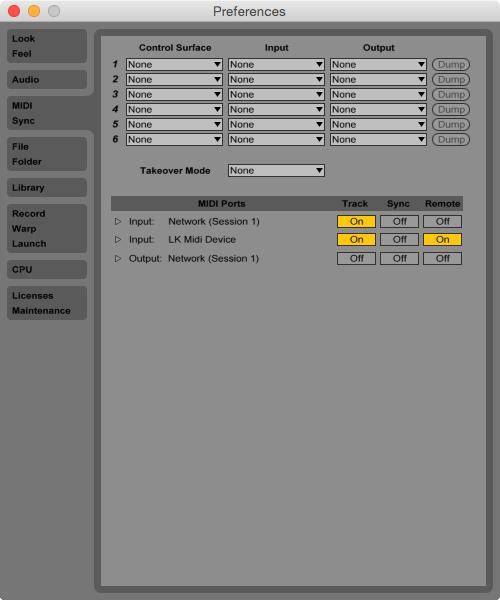 Preferences
Look
Feel
Audio
MIDI
Sync
File
Folder
Library
Record
Warp
Launch
CPU
Licenses
Maintenance
Control Surface Input Output
1 None None None Dump
2 None None None Dump
3 None None None Dump
4 None None None Dump
5 None None None Dump
6 None None None Dump
Takeover Mode None
MIDI Ports Track Sync Remote
Input: Network (Session 1) On Off Off
Input: LK Midi Device On Off On
Output: Network (Session 1) Off Off Off